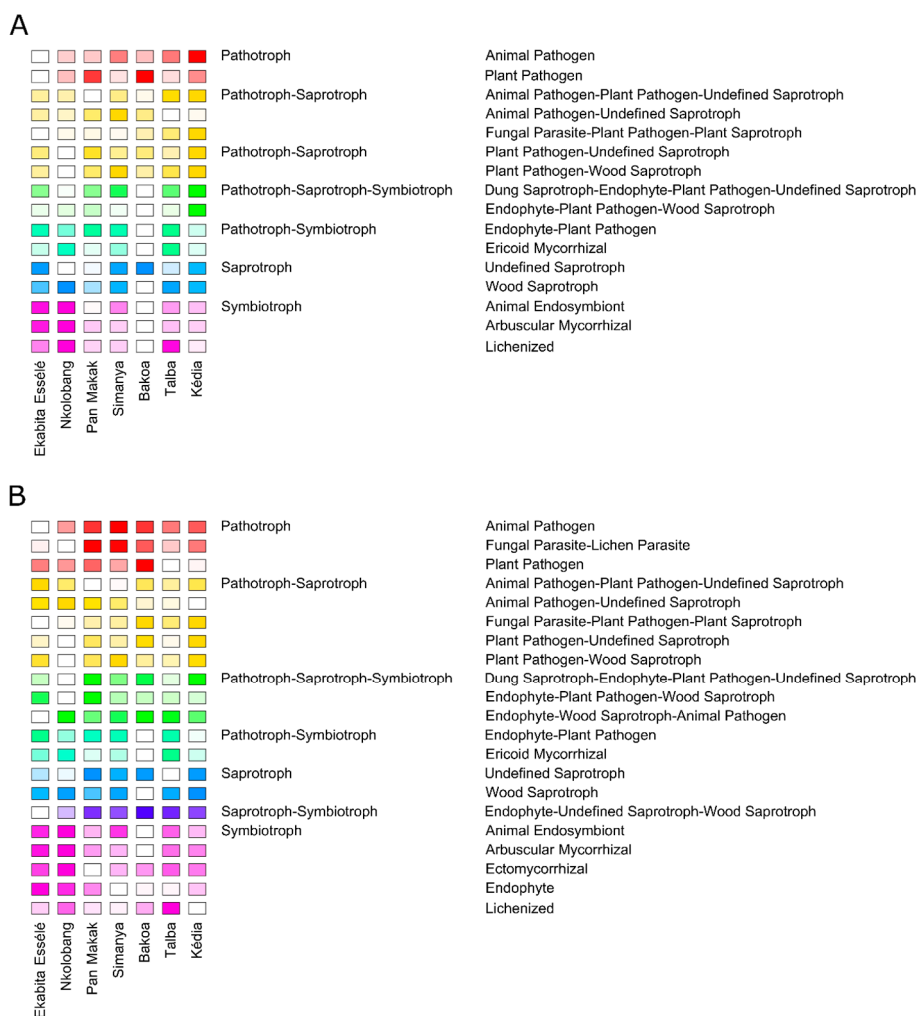 A
Pathotroph Animal Pathogen
Plant Pathogen
Pathotroph-Saprotroph Animal Pathogen-Plant Pathogen-Undefined Saprotroph
Animal Pathogen-Undefined Saprotroph
Fungal Parasite-Plant Pathogen-Plant Saprotroph
Pathotroph-Saprotroph Plant Pathogen-Undefined Saprotroph
Plant Pathogen-Wood Saprotroph
Pathotroph-Saprotroph-Symbiotroph Dung Saprotroph-Endophyte-Plant Pathogen-Undefined Saprotroph
Endophyte-Plant Pathogen-Wood Saprotroph
Pathotroph-Symbiotroph Endophyte-Plant Pathogen
Ericoid Mycorrhizal
Saprotroph Undefined Saprotroph
Wood Saprotroph
Symbiotroph Animal Endosymbiont
Arbuscular Mycorrhizal
Lichenized
Ekabita Essélé
Nkolobang
Pan Makak
Simanya
Bakoa
Talba
Kédia
B
Pathotroph Animal Pathogen
Fungal Parasite-Lichen Parasite
Plant Pathogen
Pathotroph-Saprotroph Animal Pathogen-Plant Pathogen-Undefined Saprotroph
Animal Pathogen-Undefined Saprotroph
Fungal Parasite-Plant Pathogen-Plant Saprotroph
Plant Pathogen-Undefined Saprotroph
Plant Pathogen-Wood Saprotroph
Pathotroph-Saprotroph-Symbiotroph Dung Saprotroph-Endophyte-Plant Pathogen-Undefined Saprotroph
Endophyte-Plant Pathogen-Wood Saprotroph
Endophyte-Wood Saprotroph-Animal Pathogen
Pathotroph-Symbiotroph Endophyte-Plant Pathogen
Ericoid Mycorrhizal
Saprotroph Undefined Saprotroph
Wood Saprotroph
Saprotroph-Symbiotroph Endophyte-Undefined Saprotroph-Wood Saprotroph
Symbiotroph Animal Endosymbiont
Arbuscular Mycorrhizal
Ectomycorrhizal
Endophyte
Lichenized
Ekabita Essélé
Nkolobang
Pan Makak
Simanya
Bakoa
Talba
Kédia